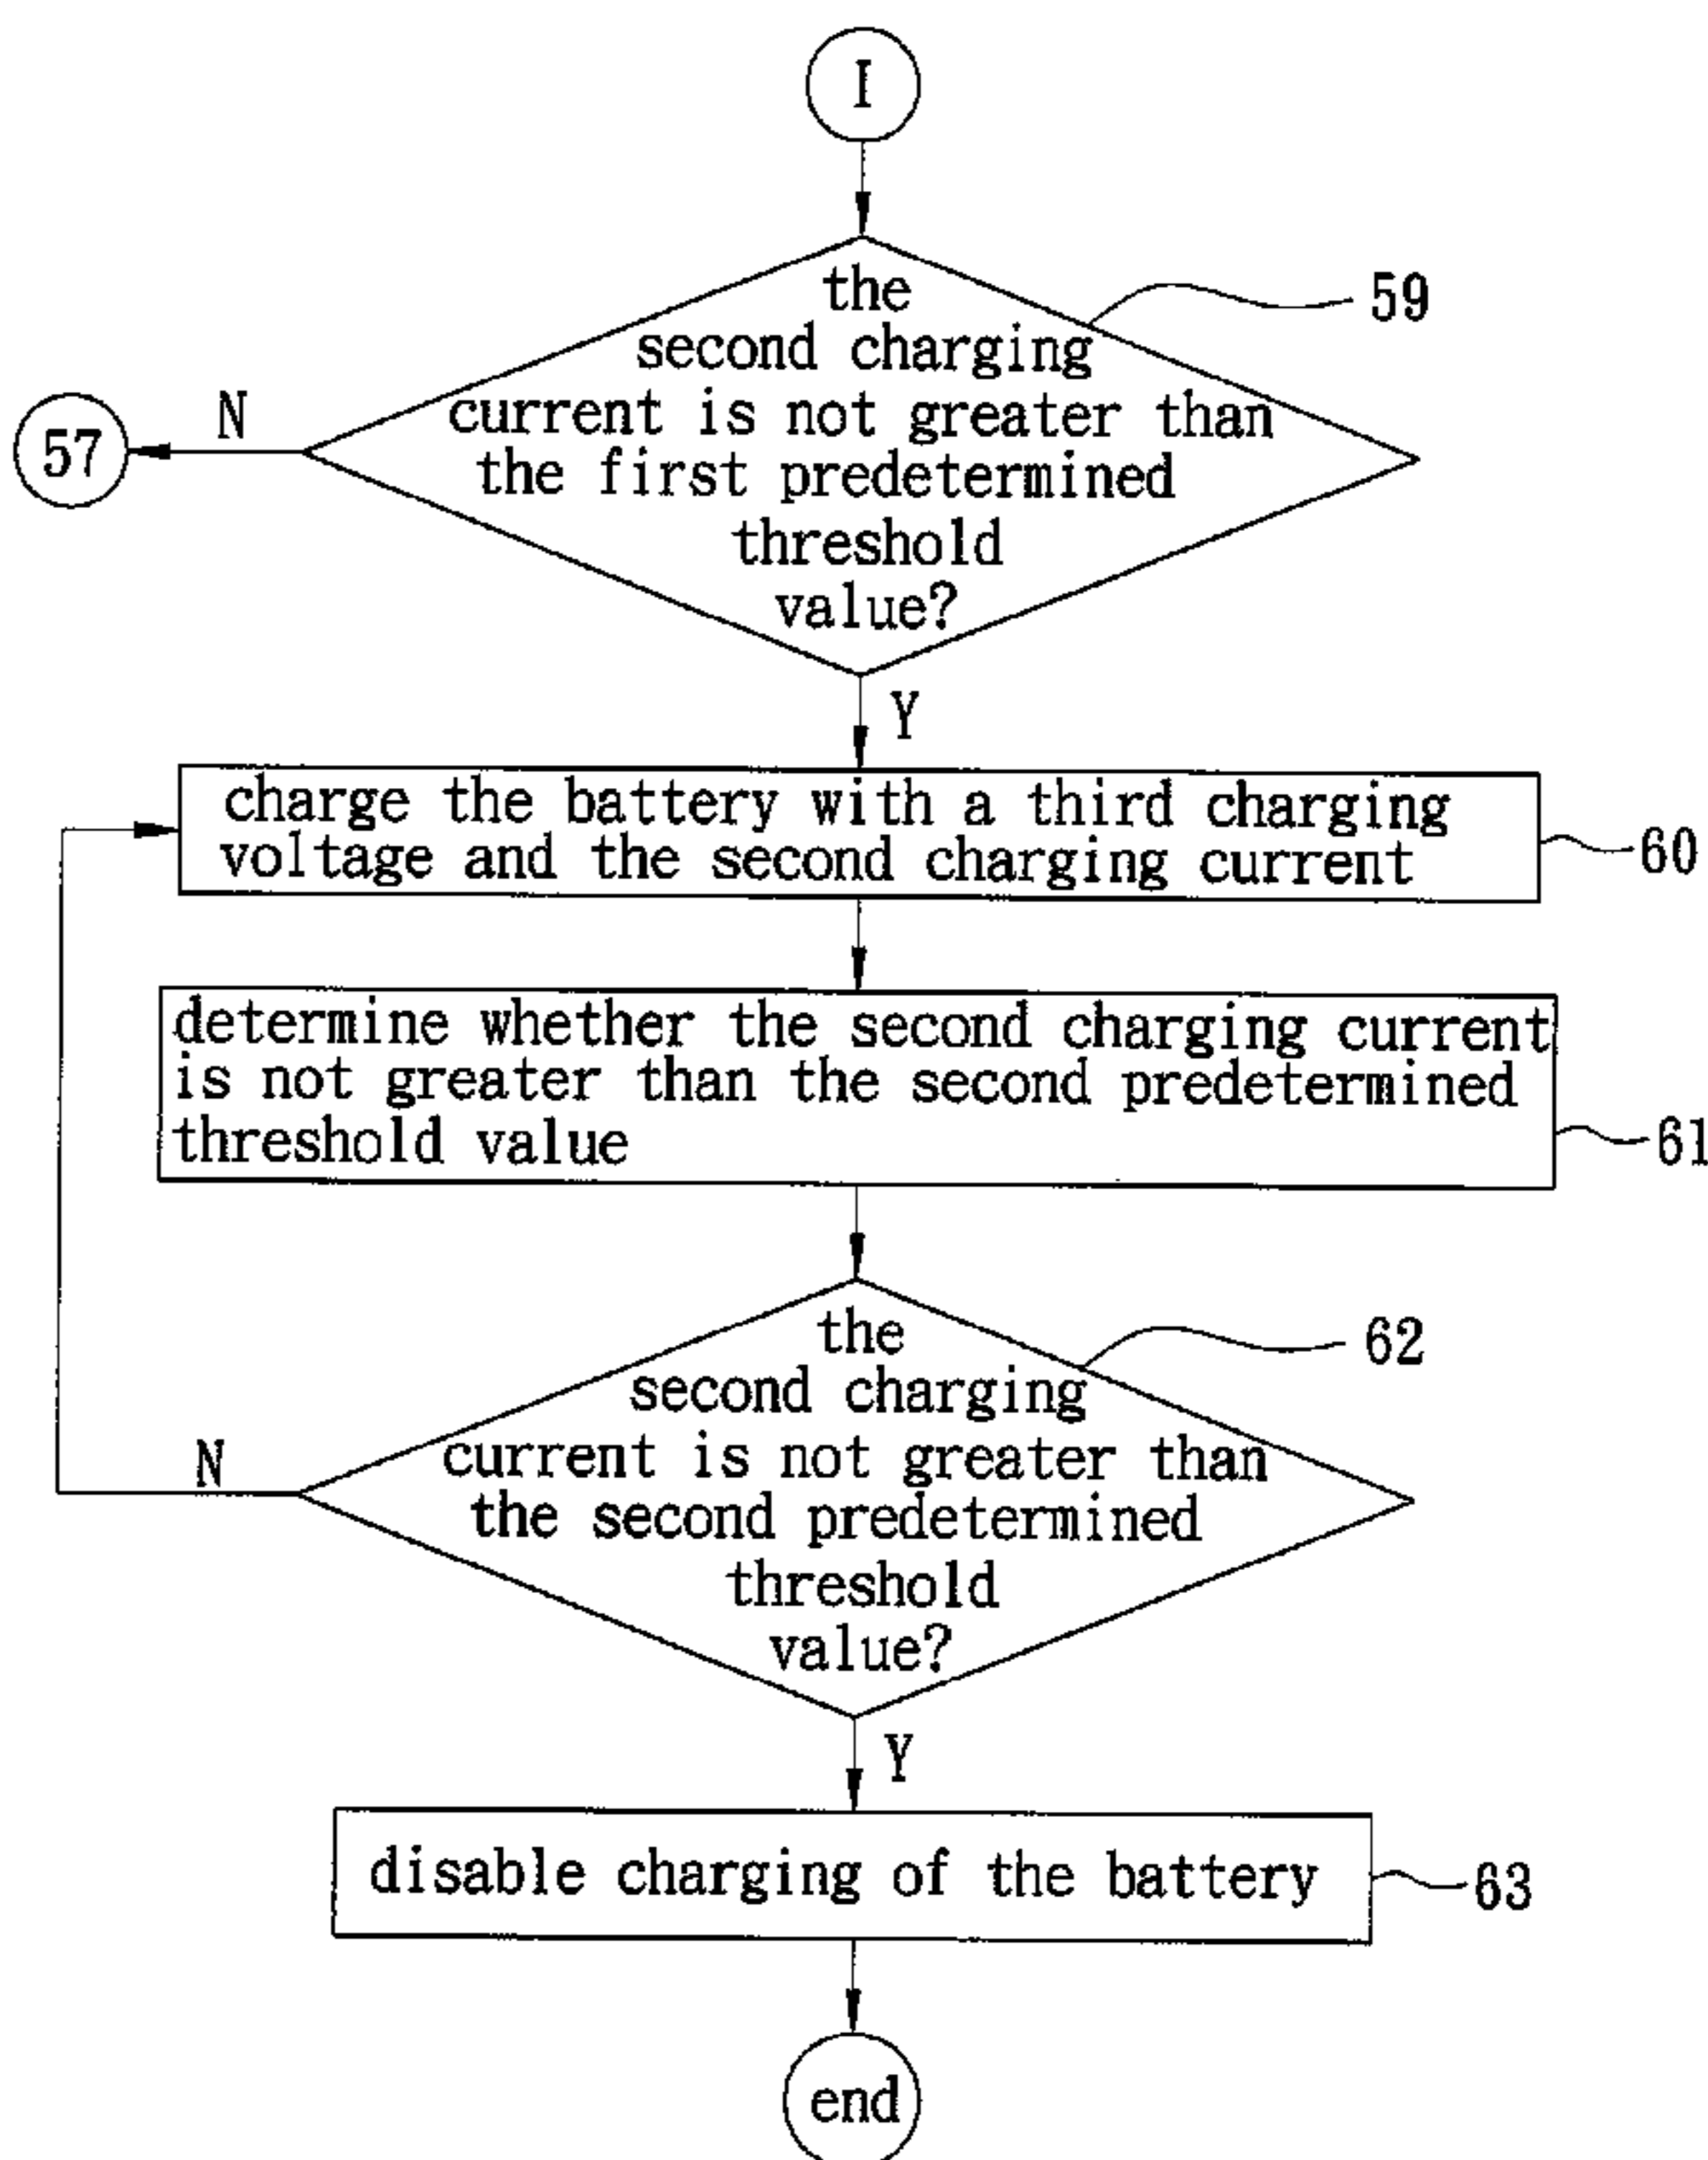 I
the
second charging
current is not greater than
the first predetermined
threshold
value?
59
N
57
Y
charge the battery with a third charging
voltage and the second charging current
60
determine whether the second charging current
is not greater than the second predetermined
threshold value
61
the
second charging
current is not greater than
the second predetermined
threshold
value?
62
N
Y
disable charging of the battery
63
end